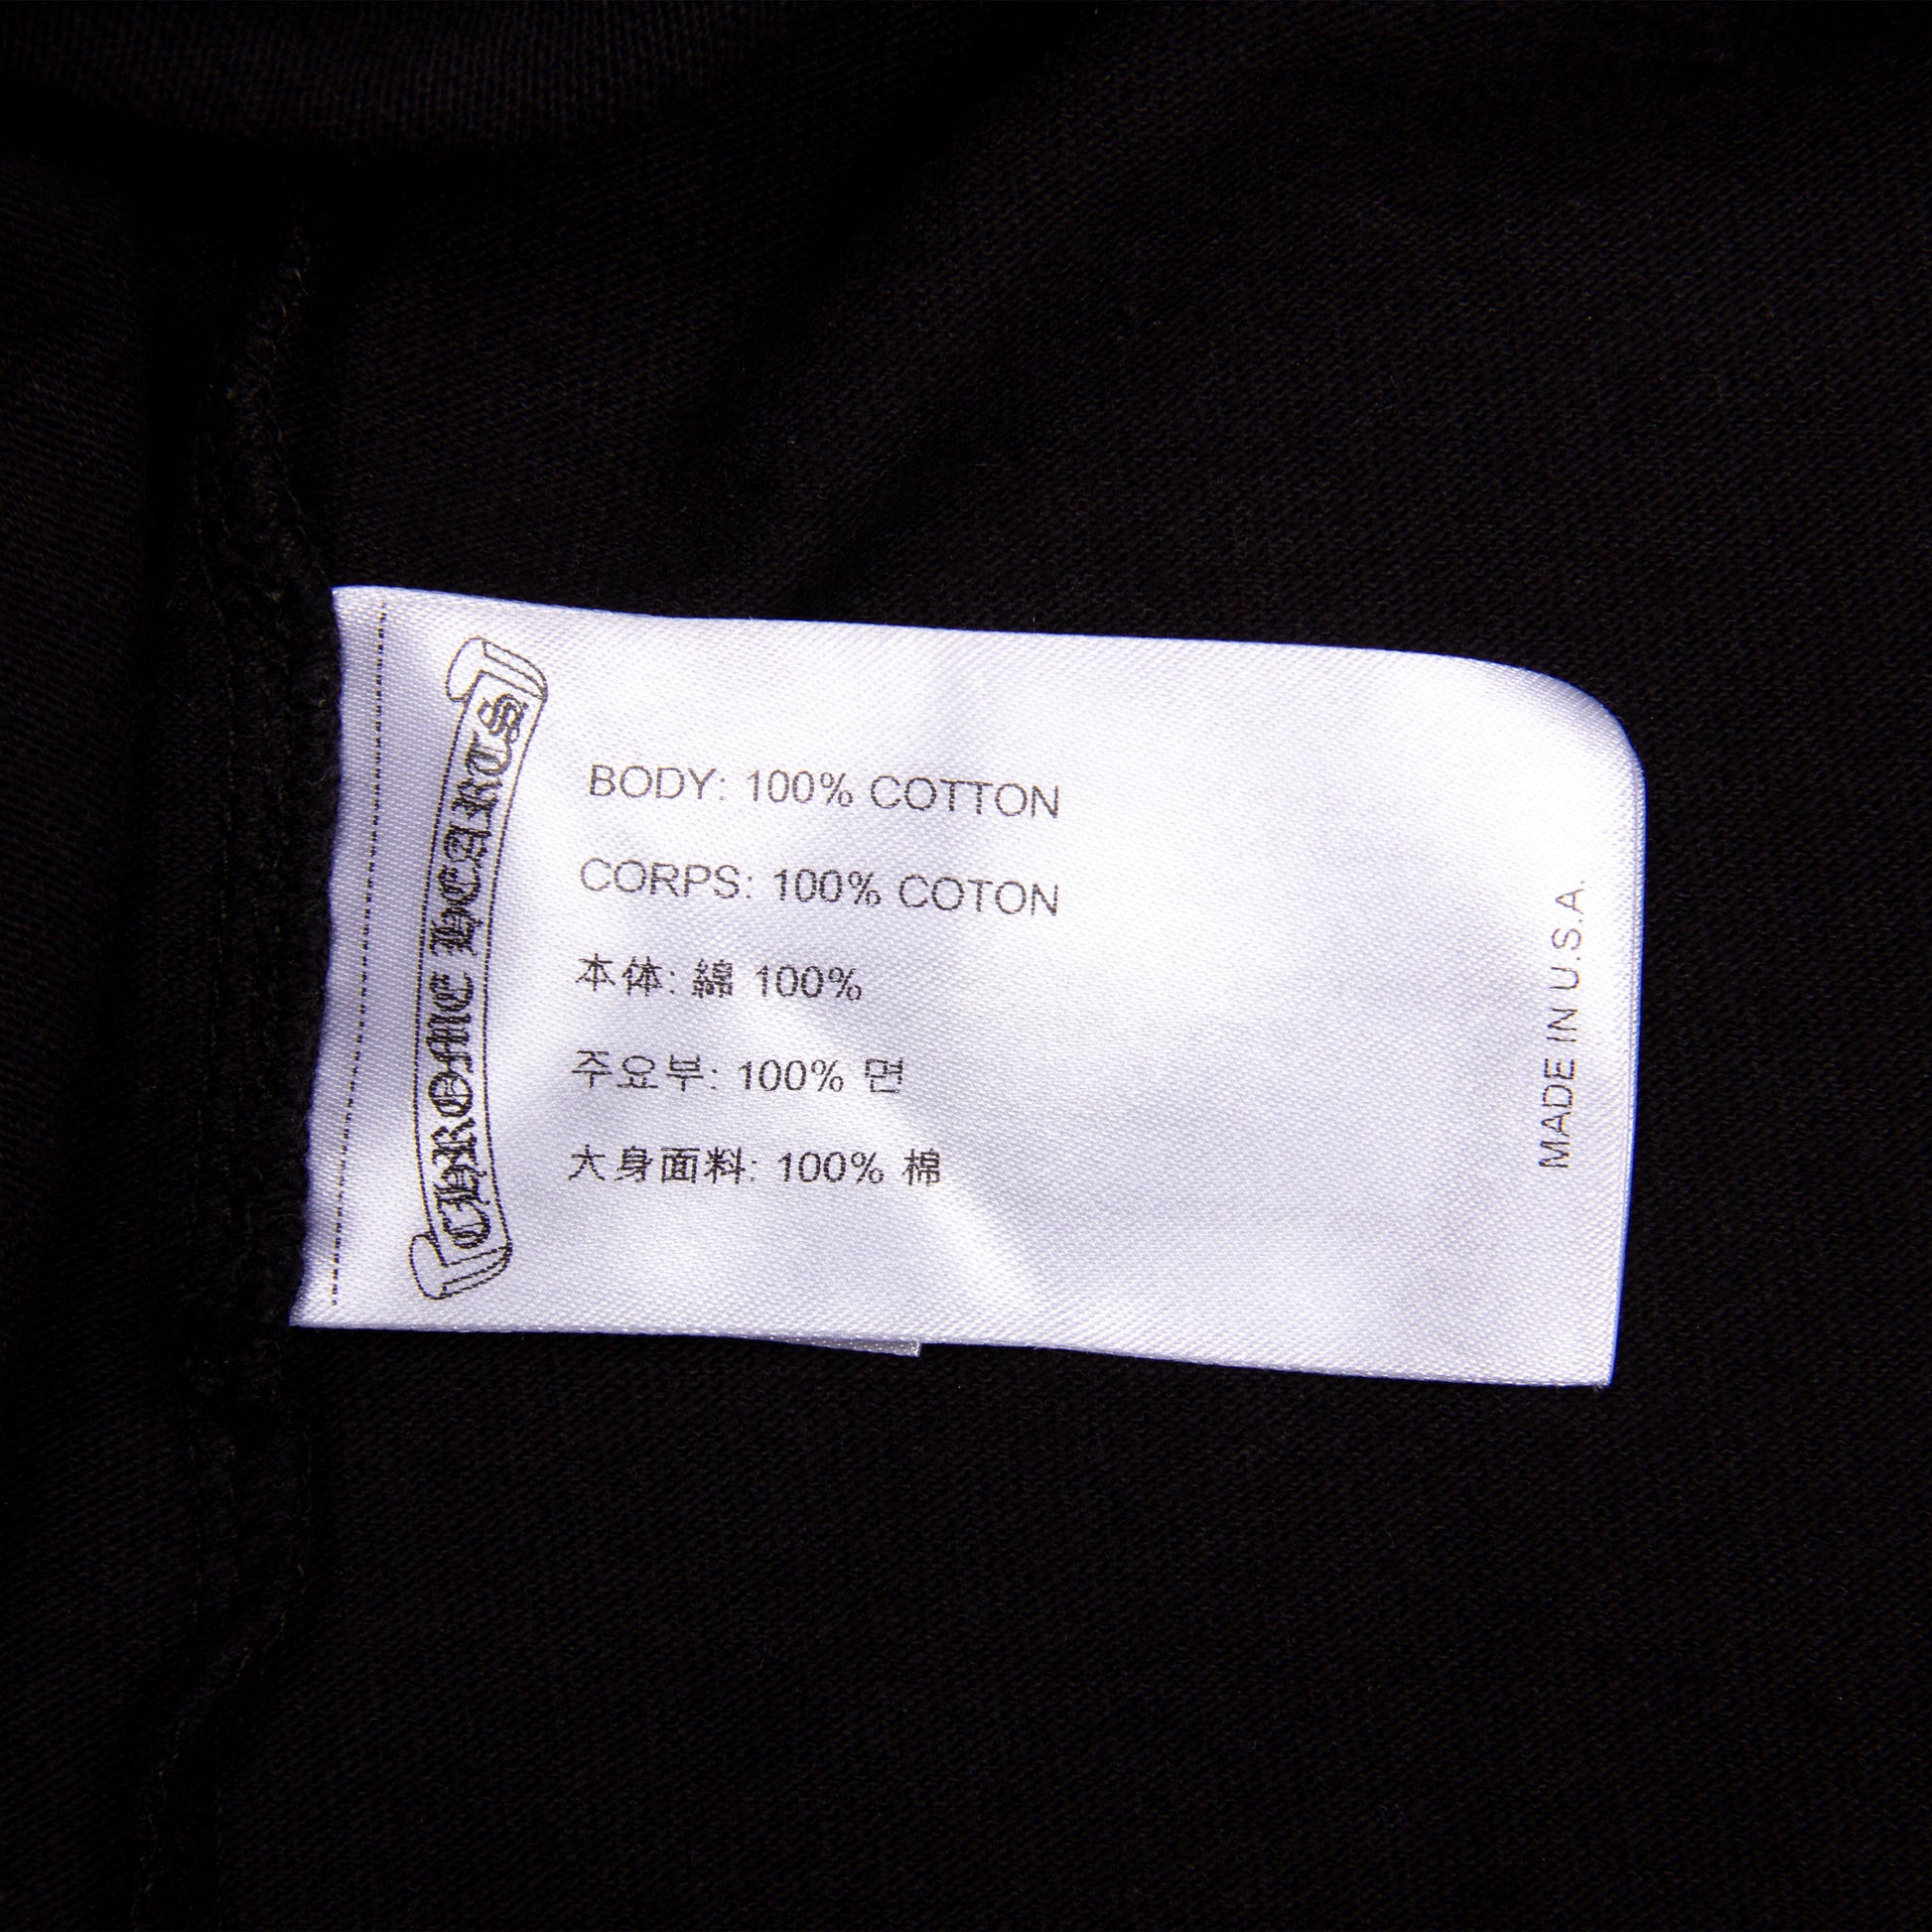 CHROME HEARTS
BODY: 100% COTTON
CORPS: 100% COTON
本体: 綿 100%
주요부: 100% 면
大身面料: 100% 棉
MADE IN U.S.A.